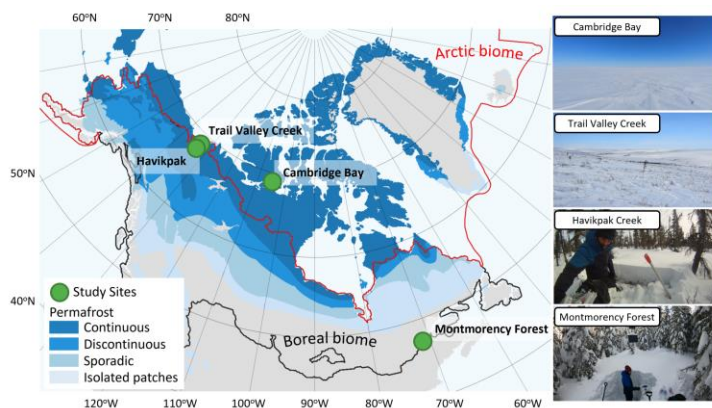 60°N
70°N
80°N
Arctic biome
Trail Valley Creek
Havikpak
Cambridge Bay
50°N
40°N
Study Sites
Permafrost
Continuous
Discontinuous
Sporadic
Isolated patches
Boreal biome
Montmorency Forest
120°W
110°W
100°W
90°W
80°W
70°W
60°W
Cambridge Bay
Trail Valley Creek
Havikpak Creek
Montmorency Forest